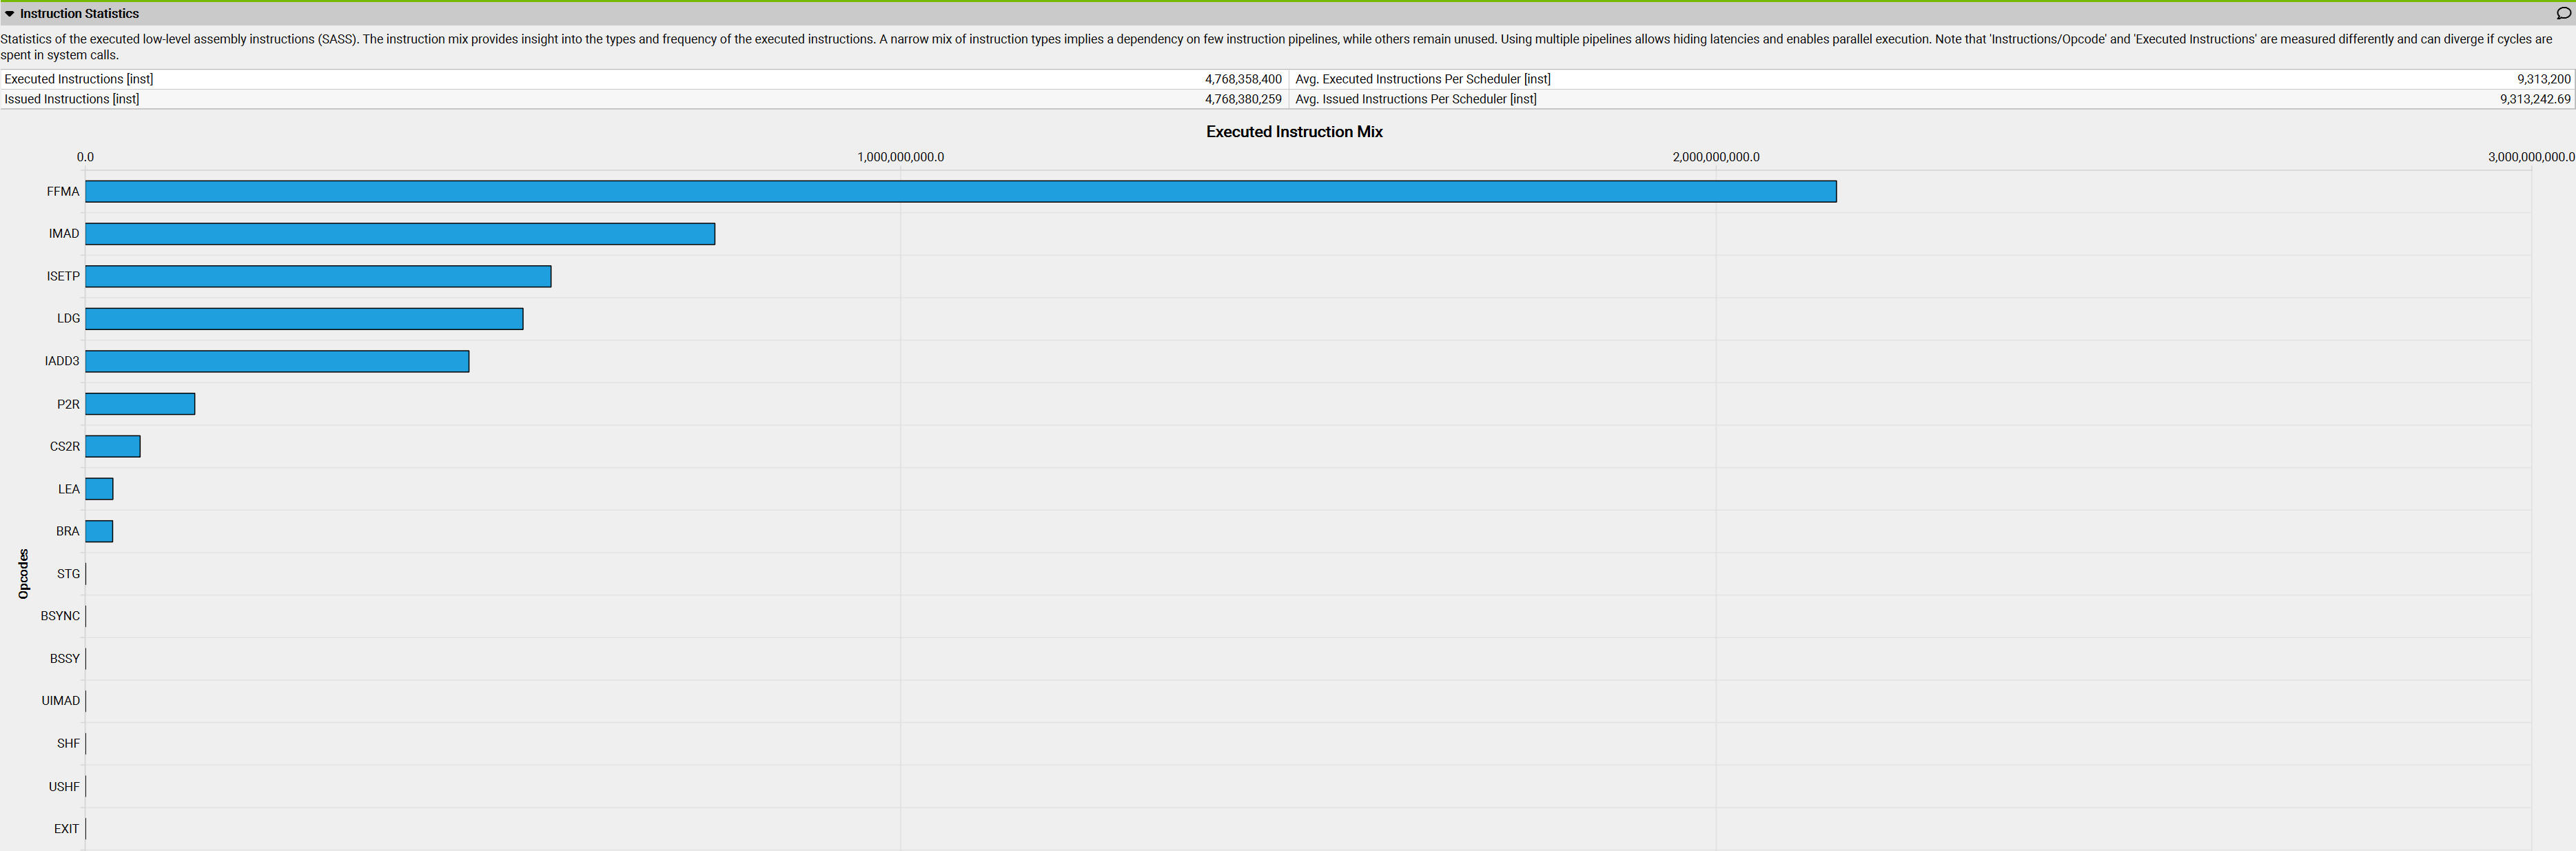 Instruction Statistics
Statistics of the executed low-level assembly instructions (SASS). The instruction mix provides insight into the types and frequency of the executed instructions. A narrow mix of instruction types implies a dependency on few instruction pipelines, while others remain unused. Using multiple pipelines allows hiding latencies and enables parallel execution. Note that 'Instructions/Opcode' and 'Executed Instructions' are measured differently and can diverge if cycles are
spent in system calls.
Executed Instructions [inst] 4,768,358,400 Avg. Executed Instructions Per Scheduler [inst] 9,313,200
Issued Instructions [inst] 4,768,380,259 Avg. Issued Instructions Per Scheduler [inst] 9,313,242.69
Executed Instruction Mix
0.0 1,000,000,000.0 2,000,000,000.0 3,000,000,000.0
FFMA
IMAD
ISETP
LDG
IADD3
P2R
CS2R
LEA
BRA
Opcodes
STG
BSYNC
BSSY
UIMAD
SHF
USHF
EXIT